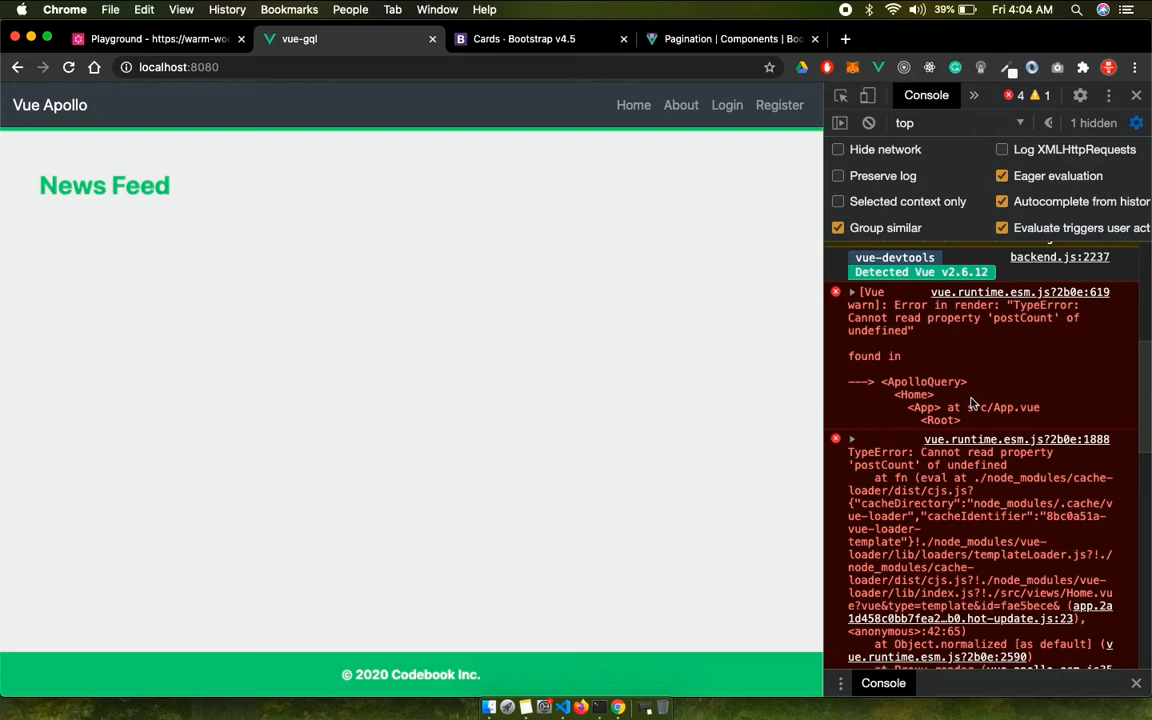 Chrome File Edit View History Bookmarks People Tab Window Help 39% Fri 4:04 AM
Playground - https://warm-wo × vue-gql × B Cards · Bootstrap v4.5 × Pagination | Components | Boo × +
localhost:8080
Vue Apollo Home About Login Register
News Feed
© 2020 Codebook Inc.
Console » 4 1
top 1 hidden
Hide network Log XMLHttpRequests
Preserve log Eager evaluation
Selected context only Autocomplete from histor
Group similar Evaluate triggers user act
vue-devtools backend.js:2237
Detected Vue v2.6.12
[Vue vue.runtime.esm.js?2b0e:619
warn]: Error in render: "TypeError:
Cannot read property 'postCount' of
undefined"
found in
---> <ApolloQuery>
<Home>
<App> at src/App.vue
<Root>
vue.runtime.esm.js?2b0e:1888
TypeError: Cannot read property
'postCount' of undefined
at fn (eval at ./node_modules/cache-
loader/dist/cjs.js?
{"cacheDirectory":"node_modules/.cache/v
ue-loader","cacheIdentifier":"8bc0a51a-
vue-loader-
template"}!./node_modules/vue-
loader/lib/loaders/templateLoader.js?!./
node_modules/cache-
loader/dist/cjs.js?!./node_modules/vue-
loader/lib/index.js?!./src/views/Home.vu
e?vue&type=template&id=fae5bece& (app.2a
1d458c0bb7fea2…b0.hot-update.js:23),
<anonymous>:42:65)
at Object.normalized [as default] (v
ue.runtime.esm.js?2b0e:2590)
Console